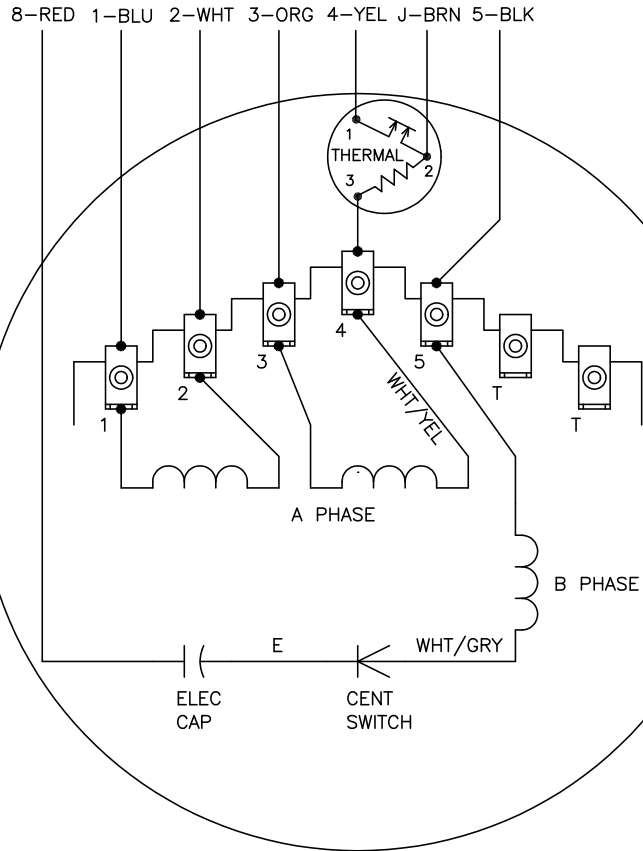 8-RED 1-BLU 2-WHT 3-ORG 4-YEL J-BRN 5-BLK
1
THERMAL
2
3
4
3
5
2
T
1
T
WHT/YEL
A PHASE
B PHASE
E
WHT/GRY
ELEC
CAP
CENT
SWITCH